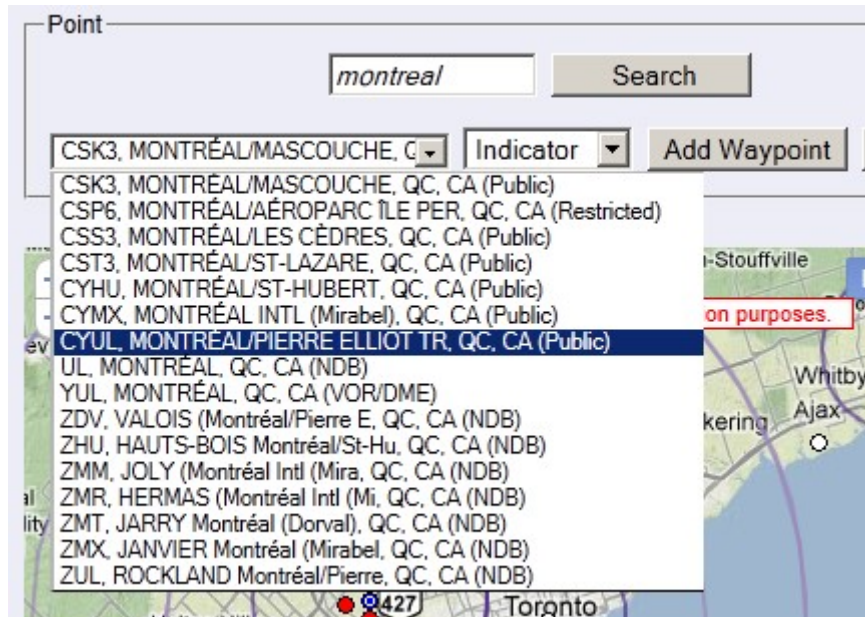 Point
montreal
Search
CSK3, MONTRÉAL/MASCOUCHE, Indicator Add Waypoint
CSK3, MONTRÉAL/MASCOUCHE, QC, CA (Public)
CSP6, MONTRÉAL/AÉROPARC ÎLE PER, QC, CA (Restricted)
CSS3, MONTRÉAL/LES CÈDRES, QC, CA (Public)
CST3, MONTRÉAL/ST-LAZARE, QC, CA (Public)
CYHU, MONTRÉAL/ST-HUBERT, QC, CA (Public)
CYMX, MONTRÉAL INTL (Mirabel), QC, CA (Public)
CYUL, MONTRÉAL/PIERRE ELLIOT TR, QC, CA (Public)
UL, MONTRÉAL, QC, CA (NDB)
YUL, MONTRÉAL, QC, CA (VOR/DME)
ZDV, VALOIS (Montréal/Pierre E, QC, CA (NDB)
ZHU, HAUTS-BOIS Montréal/St-Hu, QC, CA (NDB)
ZMM, JOLY (Montréal Intl (Mira, QC, CA (NDB)
ZMR, HERMAS (Montréal Intl (Mi, QC, CA (NDB)
ZMT, JARRY Montréal (Dorval), QC, CA (NDB)
ZMX, JANVIER Montréal (Mirabel, QC, CA (NDB)
ZUL, ROCKLAND Montréal/Pierre, QC, CA (NDB)
-Stouffville
on purposes.
Whitby
kering
Ajax
427
Toronto